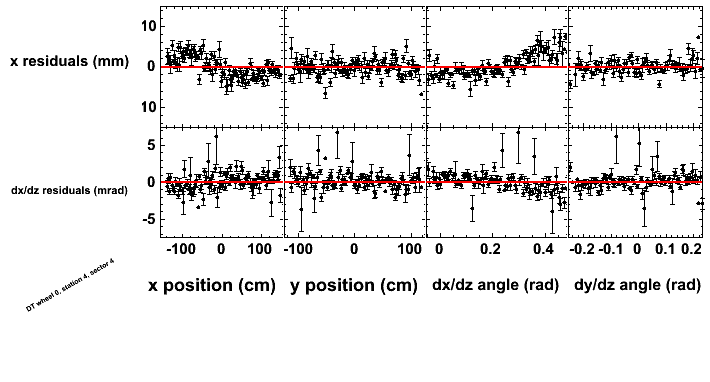 10
x residuals (mm)
0
10
5
dx/dz residuals (mrad)
0
-5
-100 0 100 -100 0 100 0 0.2 0.4 -0.2 -0.1 0 0.1 0.2
x position (cm) y position (cm) dx/dz angle (rad) dy/dz angle (rad)
DT wheel 0, station 4, sector 4